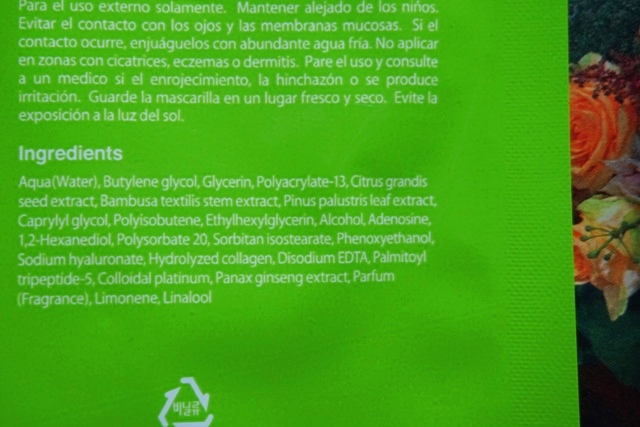 Para el uso externo solamente. Mantener alejado de los niños.
Evitar el contacto con los ojos y las membranas mucosas. Si el
contacto ocurre, enjuáguelos con abundante agua fría. No aplicar
en zonas con cicatrices, eczemas o dermitis. Pare el uso y consulte
a un medico si el enrojecimiento, la hinchazón o se produce
irritación. Guarde la mascarilla en un lugar fresco y seco. Evite la
exposición a la luz del sol.
Ingredients
Aqua(Water), Butylene glycol, Glycerin, Polyacrylate-13, Citrus grandis
seed extract, Bambusa textilis stem extract, Pinus palustris leaf extract,
Caprylyl glycol, Polyisobutene, Ethylhexylglycerin, Alcohol, Adenosine,
1,2-Hexanediol, Polysorbate 20, Sorbitan isostearate, Phenoxyethanol,
Sodium hyaluronate, Hydrolyzed collagen, Disodium EDTA, Palmitoyl
tripeptide-5, Colloidal platinum, Panax ginseng extract, Parfum
(Fragrance), Limonene, Linalool
비닐류